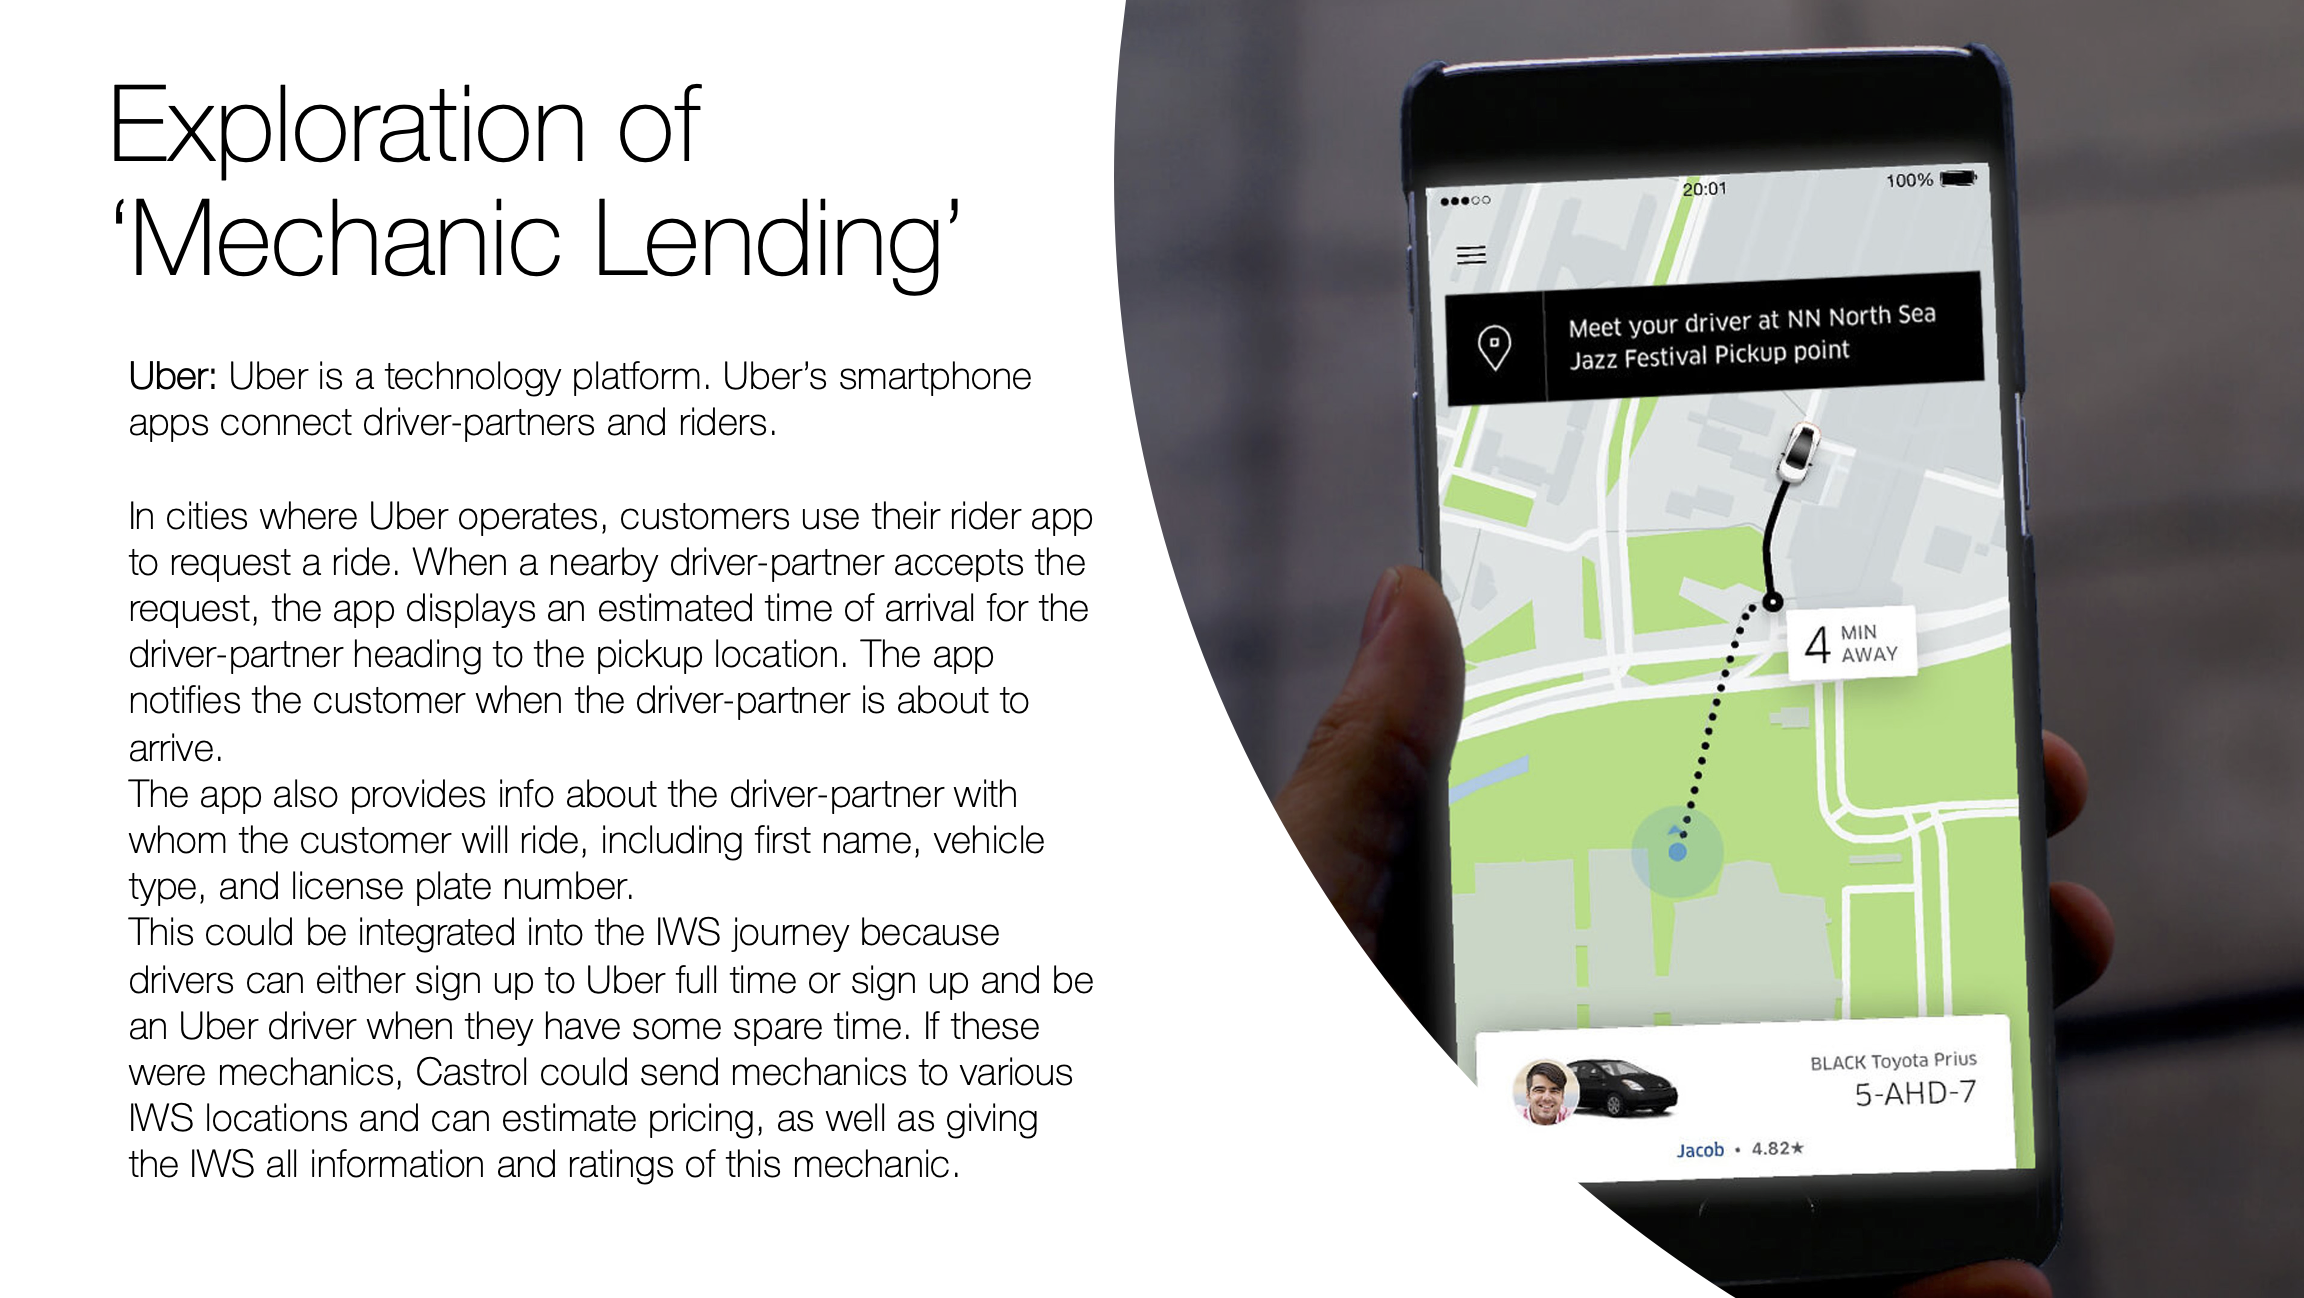 Exploration of
‘Mechanic Lending’
Uber: Uber is a technology platform. Uber’s smartphone
apps connect driver-partners and riders.
In cities where Uber operates, customers use their rider app
to request a ride. When a nearby driver-partner accepts the
request, the app displays an estimated time of arrival for the
driver-partner heading to the pickup location. The app
notifies the customer when the driver-partner is about to
arrive.
The app also provides info about the driver-partner with
whom the customer will ride, including first name, vehicle
type, and license plate number.
This could be integrated into the IWS journey because
drivers can either sign up to Uber full time or sign up and be
an Uber driver when they have some spare time. If these
were mechanics, Castrol could send mechanics to various
IWS locations and can estimate pricing, as well as giving
the IWS all information and ratings of this mechanic.
20:01
100%
Meet your driver at NN North Sea
Jazz Festival Pickup point
4 MIN
AWAY
BLACK Toyota Prius
5-AHD-7
Jacob • 4.82★